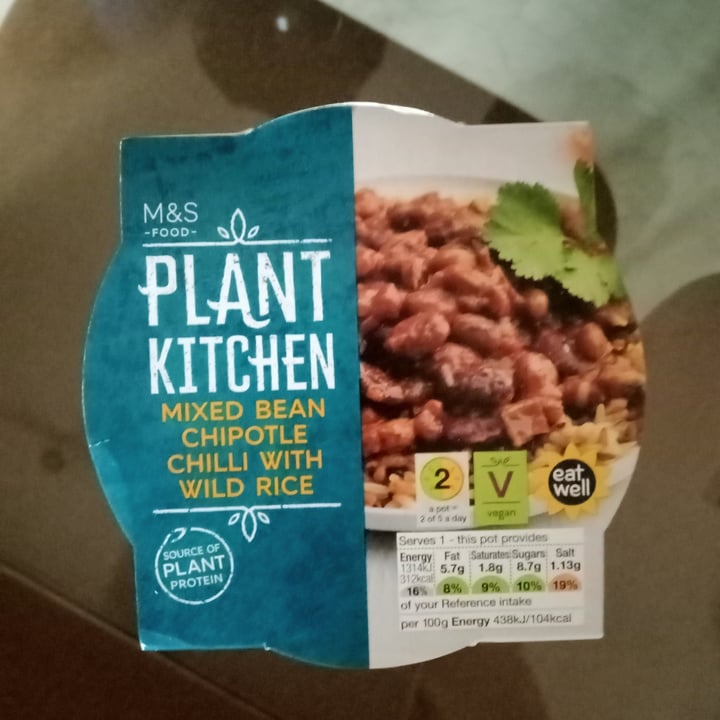 M&S
-FOOD-
PLANT
KITCHEN
MIXED BEAN
CHIPOTLE
CHILLI WITH
WILD RICE
SOURCE OF
PLANT
PROTEIN
2
a pot =
2 of 5 a day
V
vegan
eat
well
Serves 1 - this pot provides
Energy Fat Saturates Sugars Salt
1314kJ 5.7g 1.8g 8.7g 1.13g
312kcal
16% 8% 9% 10% 19%
of your Reference intake
per 100g Energy 438kJ/104kcal